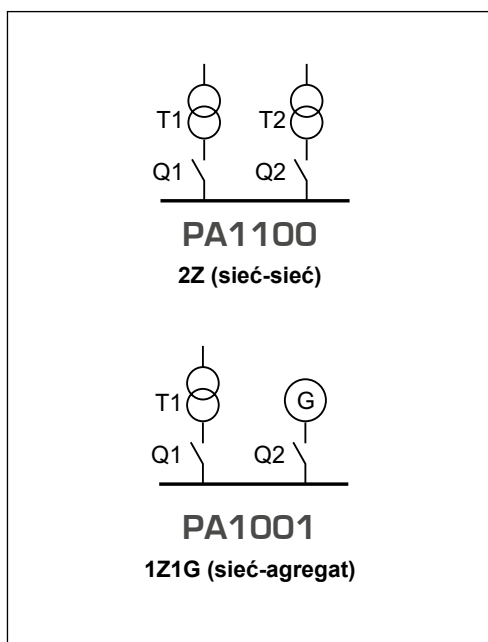 T1 T2
Q1 Q2
PA1100
2Z (sieć-sieć)
T1 G
Q1 Q2
PA1001
1Z1G (sieć-agregat)